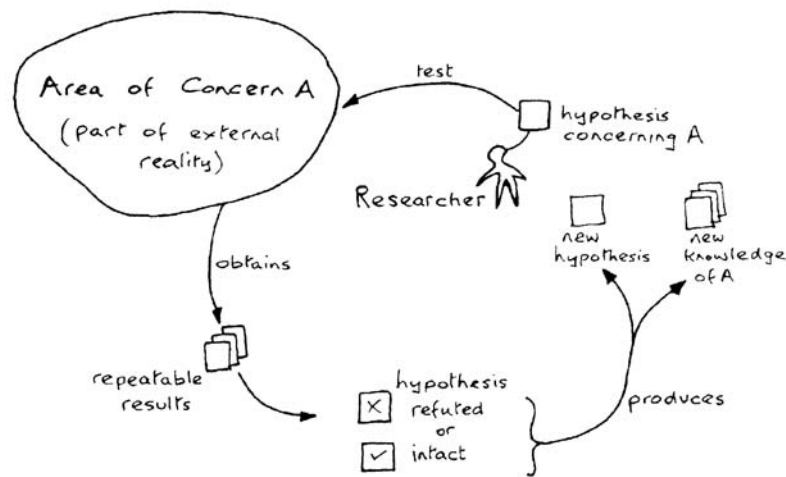 Area of Concern A
(part of external
reality)
test
hypothesis
concerning A
Researcher
new
hypothesis
new
knowledge
of A
obtains
repeatable
results
hypothesis
refuted
or
intact
produces